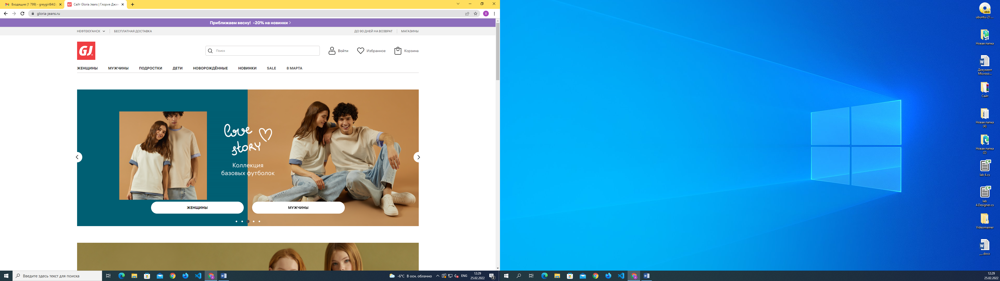 Входящие (1 799) - greygirl84@
Сайт Gloria Jeans | Глория Джин
gloria-jeans.ru
X
Приближаем весну! -20% на новинки
НЕФТЕЮГАНСК
БЕСПЛАТНАЯ ДОСТАВКА
ДО 90 ДНЕЙ НА ВОЗВРАТ
МАГАЗИНЫ
GJ
Поиск
Войти
Избранное
Корзина
ЖЕНЩИНЫ
МУЖЧИНЫ
ПОДРОСТКИ
ДЕТИ
НОВОРОЖДЁННЫЕ
НОВИНКИ
SALE
8 МАРТА
love
story
Коллекция
базовых футболок
ЖЕНЩИНЫ
МУЖЧИНЫ
Введите здесь текст для поиска
-6°C В осн. облачно
ENG
12:29
25.02.2022
2
ISO
ubuntu-21....
Новая папка
Документ
Microso...
Сайт
Новая папка
(4)
Новая папка
(2)
C#
lab 4.cs
C#
lab
4.Designer.cs
Videomainer
,,,,.docx
12:29
25.02.2022